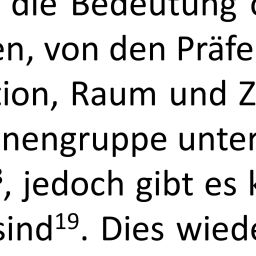 die Bedeutung
en, von den Präfe
tion, Raum und Z
nengruppe unter
, jedoch gibt es k
sind¹⁹. Dies wiede